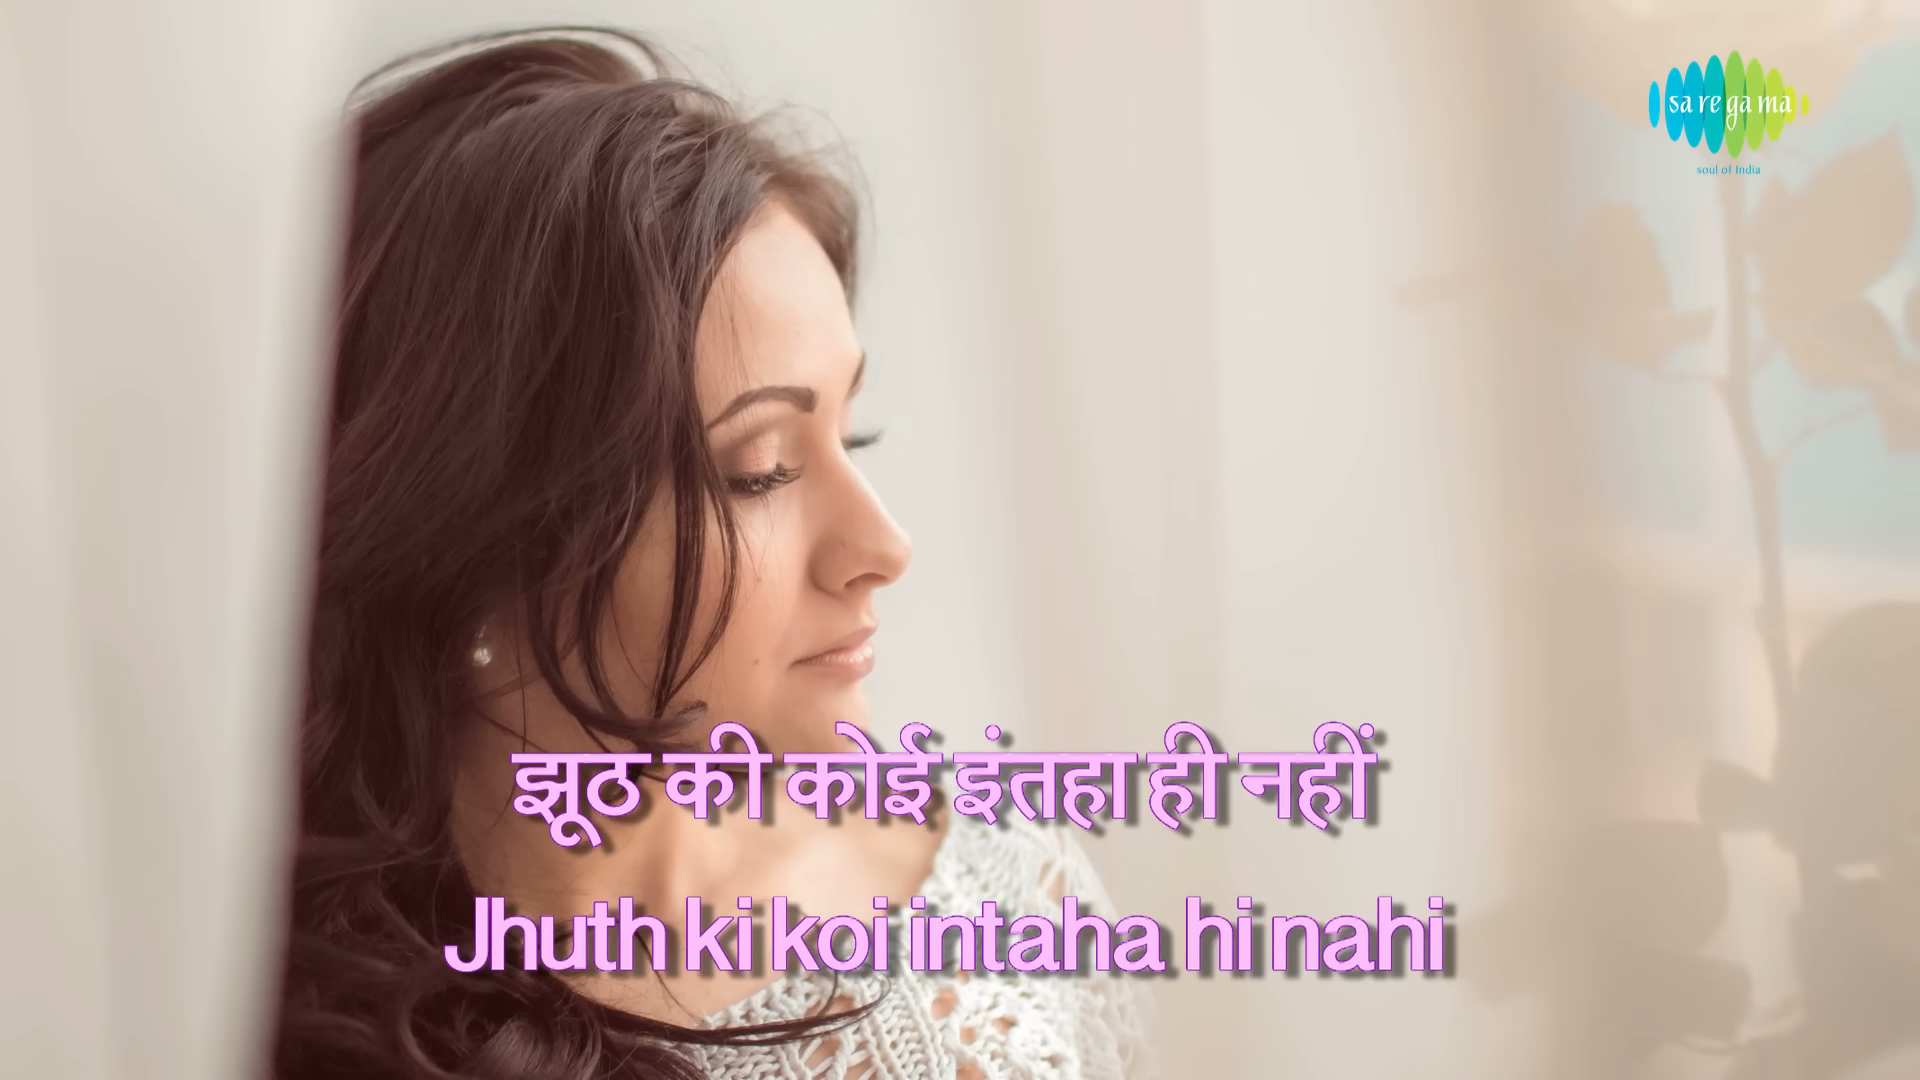 sa re ga ma
soul of India
झूठ की कोई इंतहा ही नहीं
Jhuth ki koi intaha hi nahi